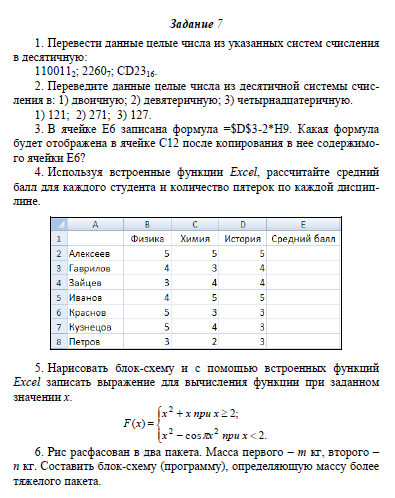 Задание 7
1. Перевести данные целые числа из указанных систем счисления
в десятичную:
110011₂; 2260₇; CD23₁₆.
2. Переведите данные целые числа из десятичной системы счис-
ления в: 1) двоичную; 2) девятеричную; 3) четырнадцатеричную.
1) 121; 2) 271; 3) 127.
3. В ячейке E6 записана формула =$D$3-2*H9. Какая формула
будет отображена в ячейке C12 после копирования в нее содержимо-
го ячейки E6?
4. Используя встроенные функции Excel, рассчитайте средний
балл для каждого студента и количество пятерок по каждой дисцип-
лине.
A B C D E
1 Физика Химия История Средний балл
2 Алексеев 5 5 5
3 Гаврилов 4 3 4
4 Зайцев 3 4 4
5 Иванов 4 5 5
6 Краснов 5 3 3
7 Кузнецов 5 4 3
8 Петров 3 2 3
5. Нарисовать блок-схему и с помощью встроенных функций
Excel записать выражение для вычисления функции при заданном
значении x.
F(x) = { x² + x при x ≥ 2;
x² − cos πx² при x < 2.
6. Рис расфасован в два пакета. Масса первого – m кг, второго –
n кг. Составить блок-схему (программу), определяющую массу более
тяжелого пакета.